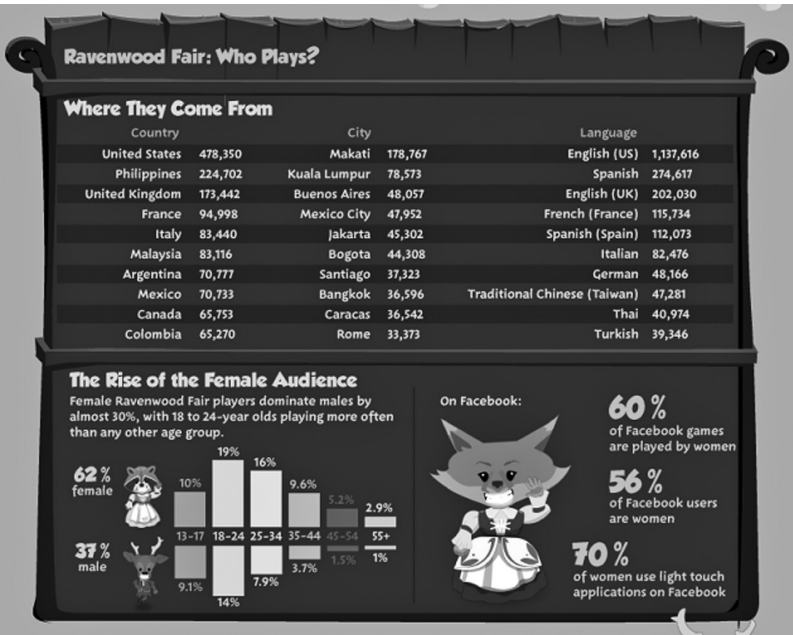 Ravenwood Fair: Who Plays?
Where They Come From
Country City Language
United States 478,350 Makati 178,767 English (US) 1,137,616
Philippines 224,702 Kuala Lumpur 78,573 Spanish 274,617
United Kingdom 173,442 Buenos Aires 48,057 English (UK) 202,030
France 94,998 Mexico City 47,952 French (France) 115,734
Italy 83,440 Jakarta 45,302 Spanish (Spain) 112,073
Malaysia 83,116 Bogota 44,308 Italian 82,476
Argentina 70,777 Santiago 37,323 German 48,166
Mexico 70,733 Bangkok 36,596 Traditional Chinese (Taiwan) 47,281
Canada 65,753 Caracas 36,542 Thai 40,974
Colombia 65,270 Rome 33,373 Turkish 39,346
The Rise of the Female Audience
Female Ravenwood Fair players dominate males by
almost 30%, with 18 to 24-year olds playing more often
than any other age group.
62%
female
10% 19% 16% 9.6% 5.2% 2.9%
13-17 18-24 25-34 35-44 45-54 55+
37%
male
9.1% 14% 7.9% 3.7% 1.5% 1%
On Facebook:
60%
of Facebook games
are played by women
56%
of Facebook users
are women
70%
of women use light touch
applications on Facebook